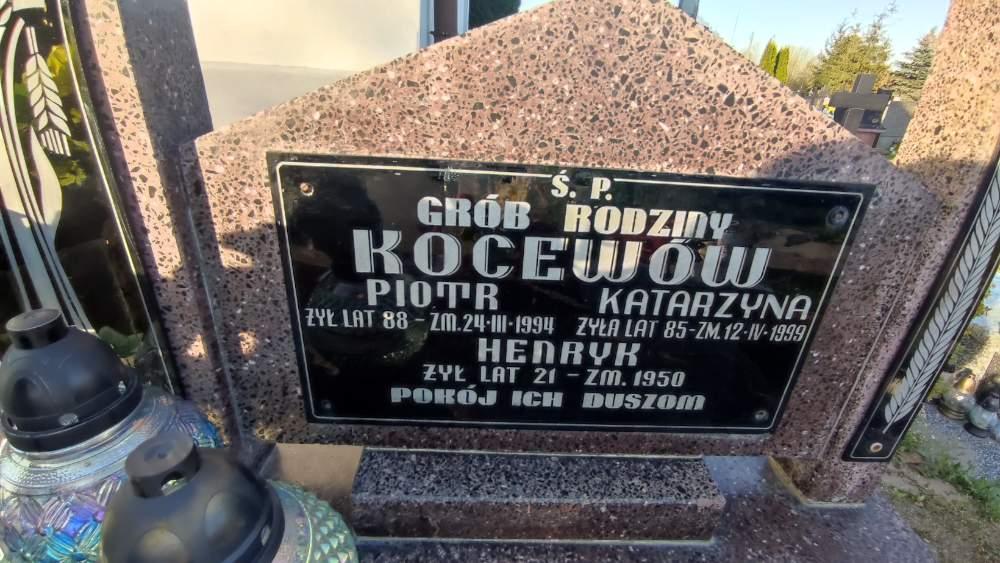 Ś. P.
GRÓB RODZINY
KOCEWÓW
PIOTR KATARZYNA
ŻYŁ LAT 88 – ZM. 24·III·1994 ŻYŁA LAT 85–ZM. 12·IV·1999
HENRYK
ŻYŁ LAT 21 – ZM. 1950
POKÓJ ICH DUSZOM